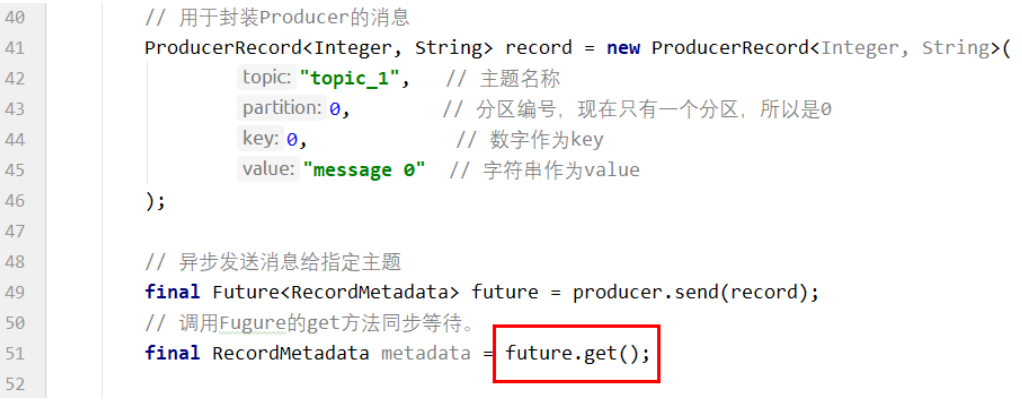 40 // 用于封装Producer的消息
41 ProducerRecord<Integer, String> record = new ProducerRecord<Integer, String>(
42 topic: "topic_1", // 主题名称
43 partition: 0, // 分区编号，现在只有一个分区，所以是0
44 key: 0, // 数字作为key
45 value: "message 0" // 字符串作为value
46 );
47
48 // 异步发送消息给指定主题
49 final Future<RecordMetadata> future = producer.send(record);
50 // 调用Fugure的get方法同步等待。
51 final RecordMetadata metadata = future.get();
52